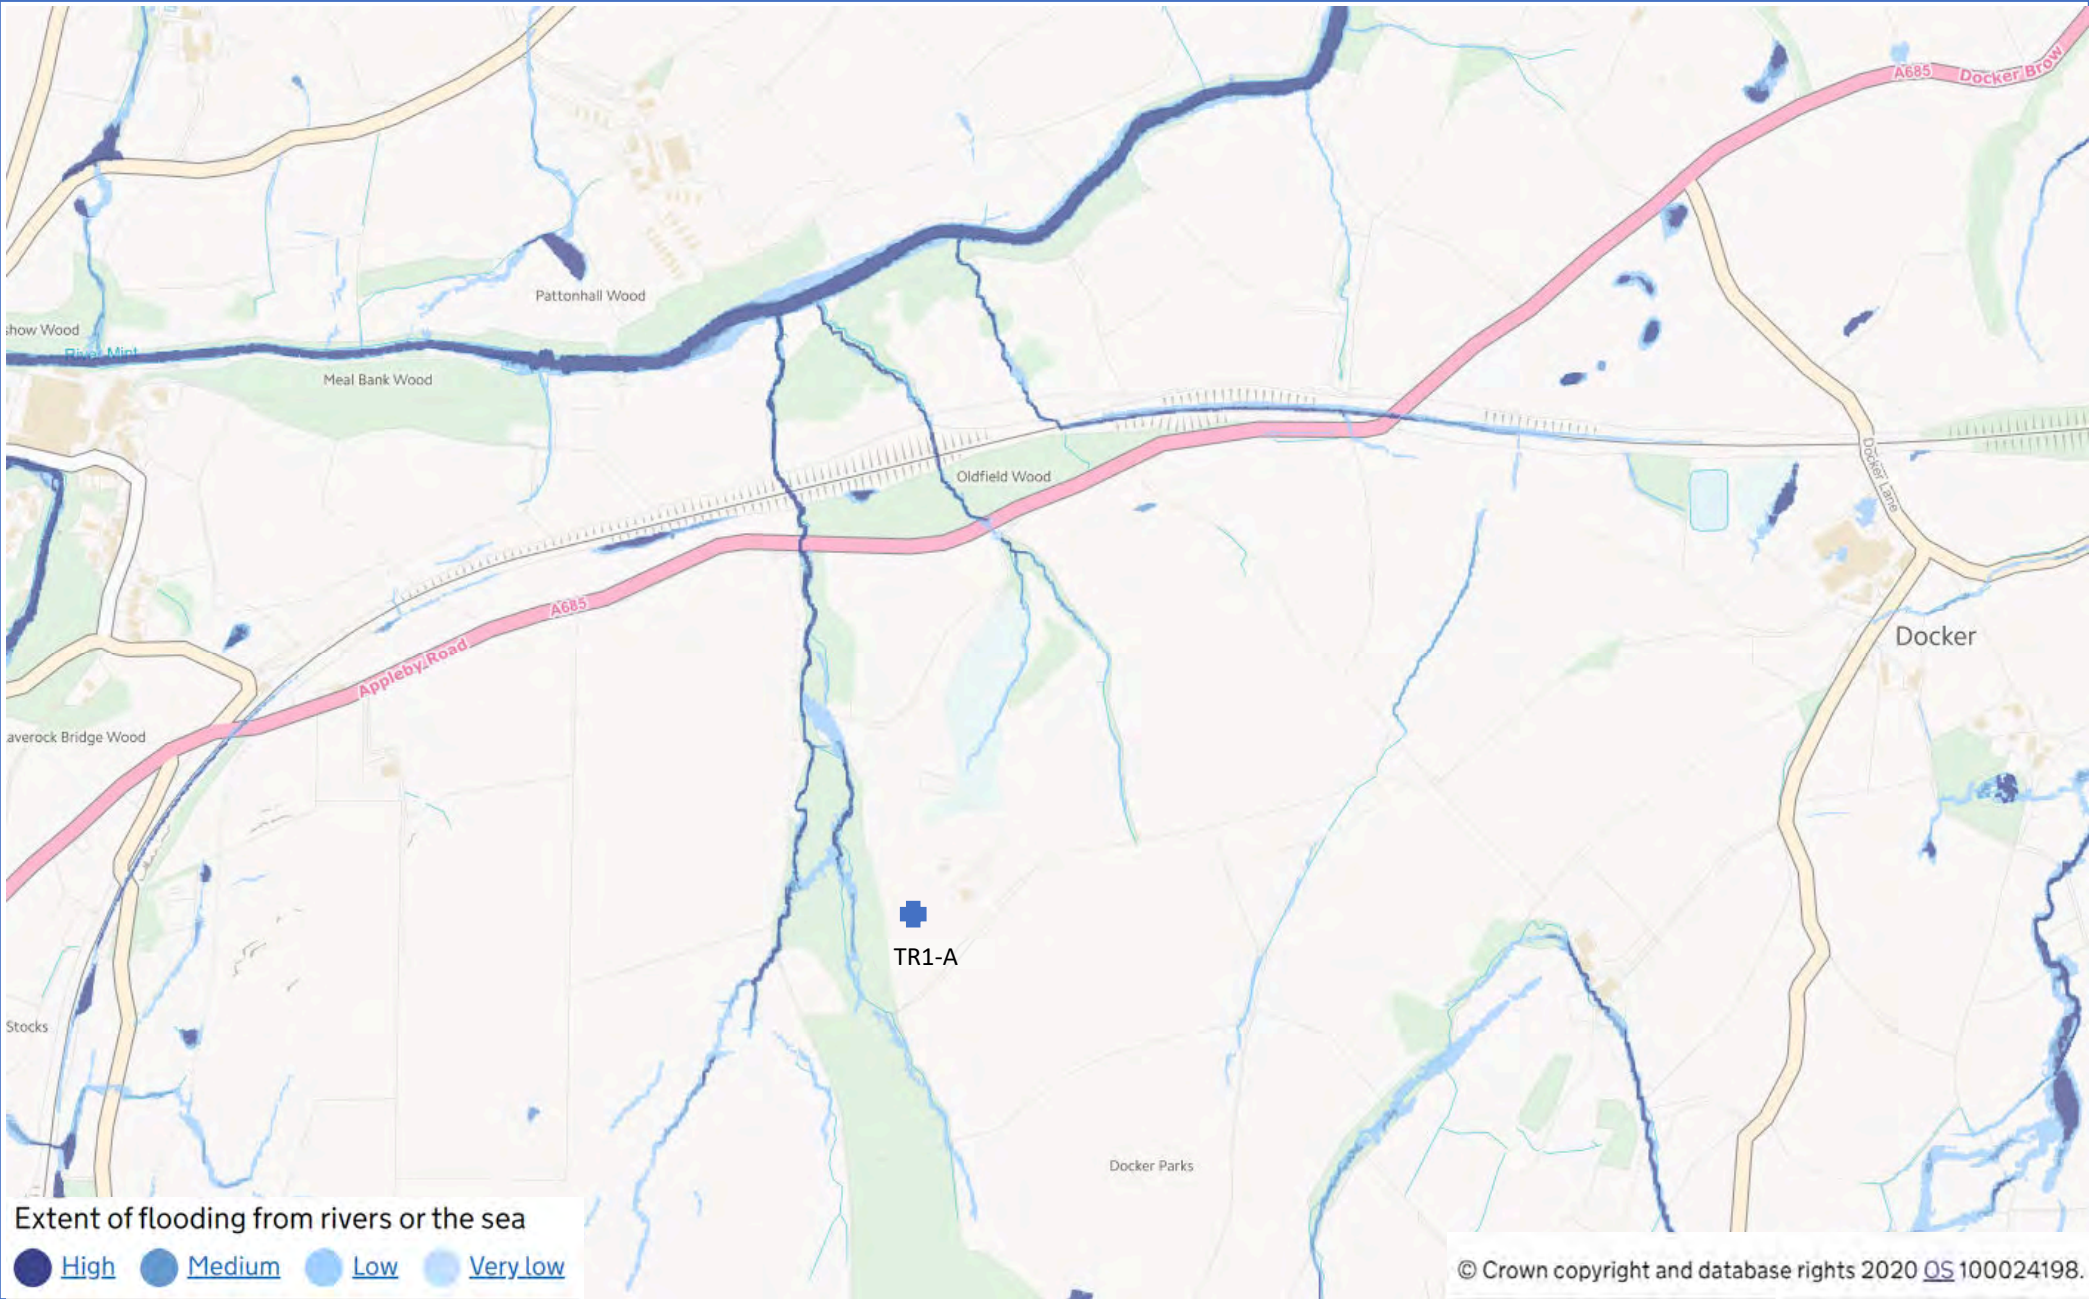 A685
Docker Brow
Pattonhall Wood
show Wood
River Mint
Meal Bank Wood
Oldfield Wood
Docker Lane
A685
Docker
Appleby Road
averock Bridge Wood
TR1-A
Stocks
Docker Parks
Extent of flooding from rivers or the sea
High Medium Low Very low
© Crown copyright and database rights 2020 OS 100024198.